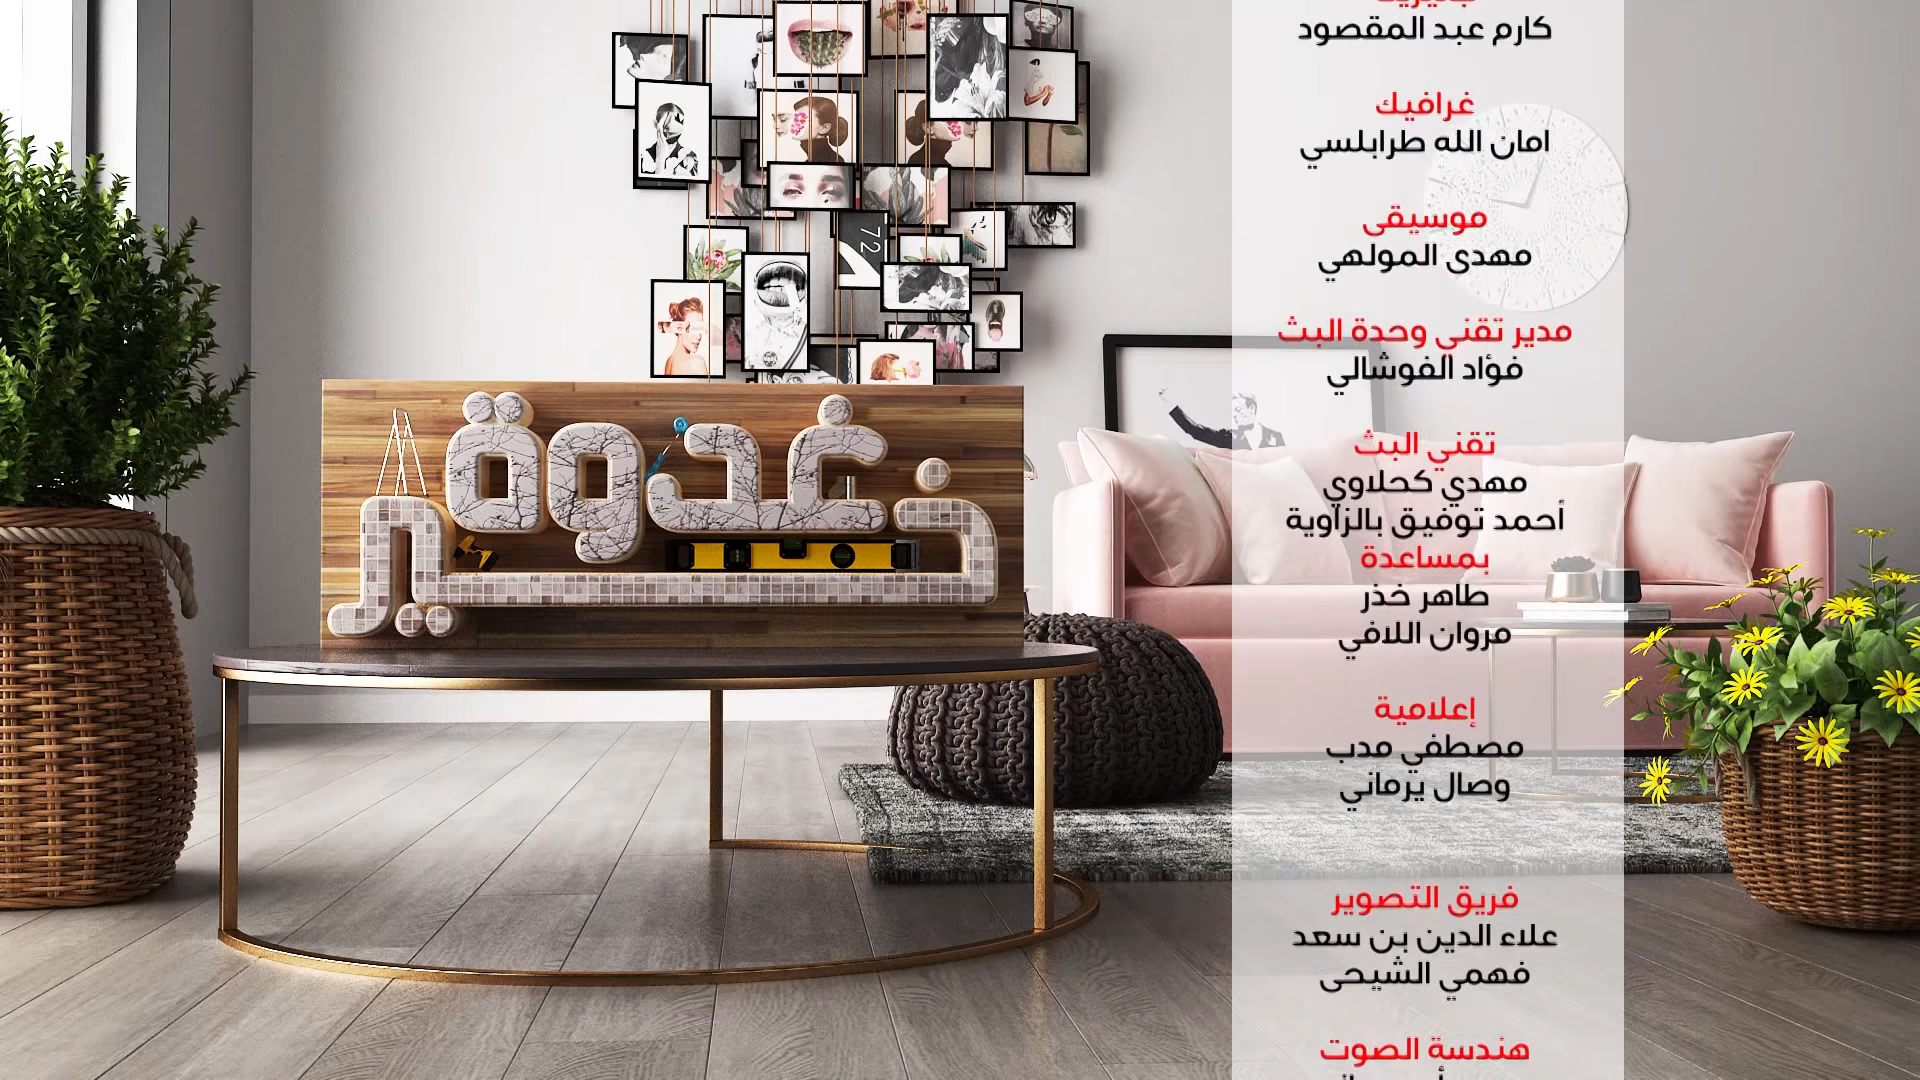 كارم عبد المقصود
غرافيك
امان الله طرابلسي
موسيقى
مهدى المولهي
مدير تقني وحدة البث
فؤاد الفوشالي
تقني البث
مهدي كحلاوي
أحمد توفيق بالزاوية
بمساعدة
طاهر خذر
مروان اللافي
إعلامية
مصطفي مدب
وصال يرماني
فريق التصوير
علاء الدين بن سعد
فهمي الشيحى
هندسة الصوت
72